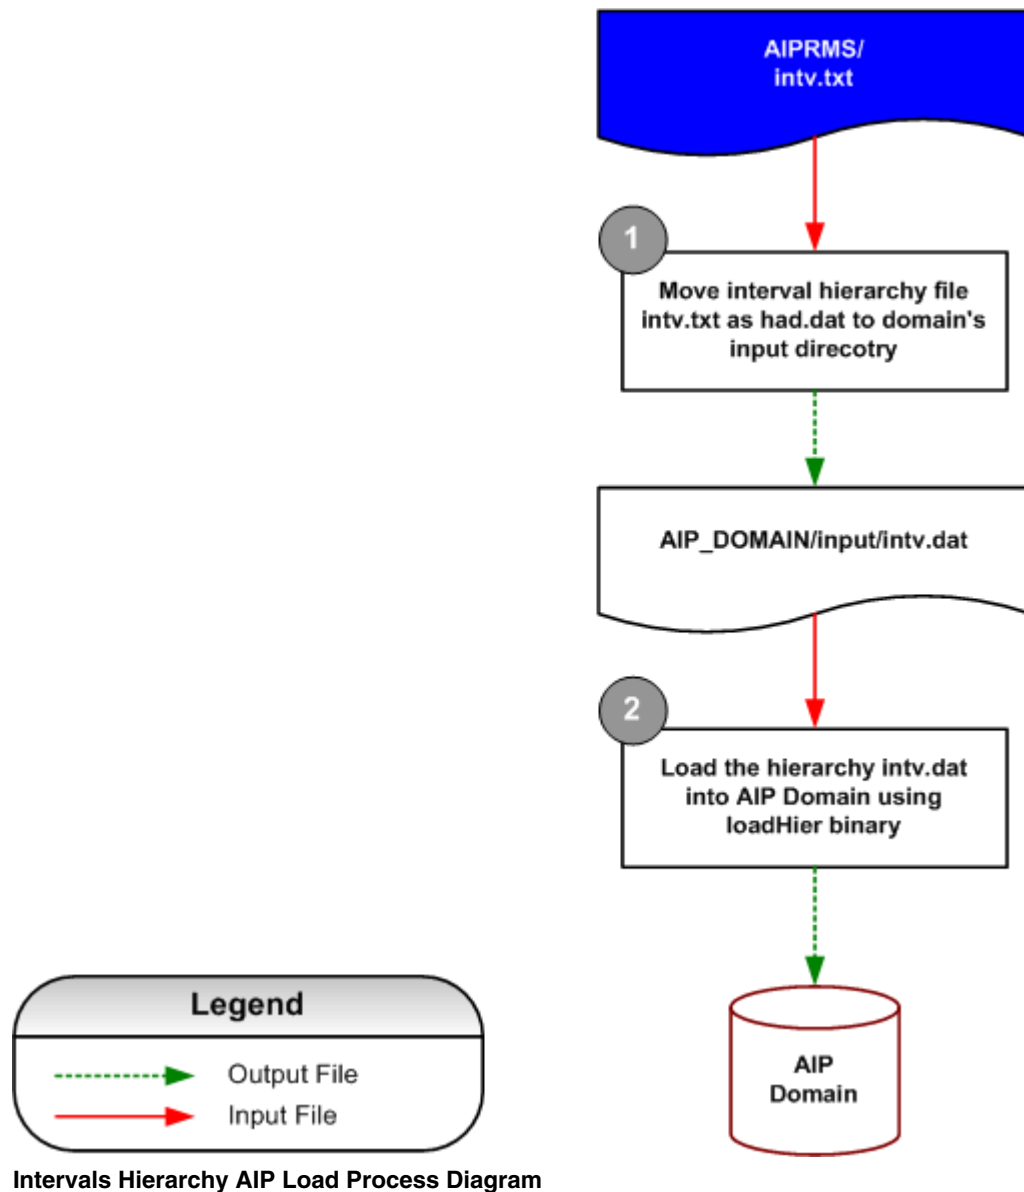 AIPRMS/
intv.txt
1
Move interval hierarchy file
intv.txt as had.dat to domain's
input direcotry
AIP_DOMAIN/input/intv.dat
2
Load the hierarchy intv.dat
into AIP Domain using
loadHier binary
AIP
Domain
Legend
Output File
Input File
Intervals Hierarchy AIP Load Process Diagram